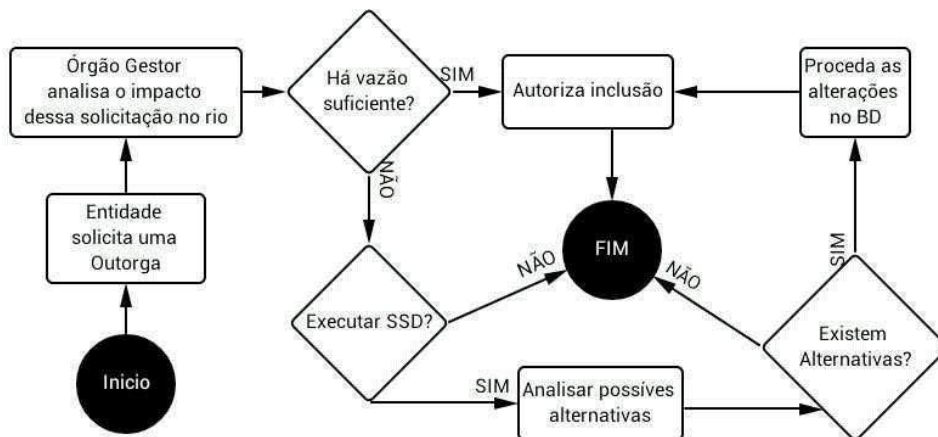 Órgão Gestor
analisa o impacto
dessa solicitação no rio
Há vazão
suficiente?
SIM
Autoriza inclusão
Proceda as
alterações
no BD
NÃO
Entidade
solicita uma
Outorga
FIM
SIM
NÃO
NÃO
Executar SSD?
Existem
Alternativas?
Inicio
SIM
Analisar possíves
alternativas